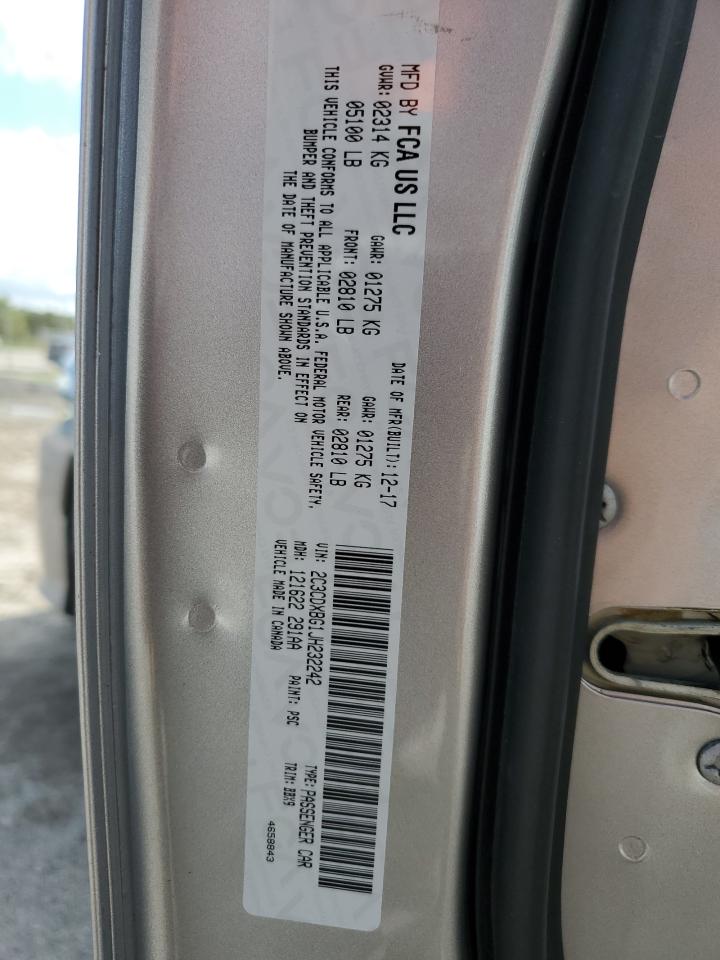 MFD BY FCA US LLC
DATE OF MFR(BUILT): 12-17
GVWR: 02314 KG
GAWR: 01275 KG
GAWR: 01275 KG
05100 LB
FRONT: 02810 LB
REAR: 02810 LB
THIS VEHICLE CONFORMS TO ALL APPLICABLE U.S.A. FEDERAL MOTOR VEHICLE SAFETY,
BUMPER AND THEFT PREVENTION STANDARDS IN EFFECT ON
THE DATE OF MANUFACTURE SHOWN ABOVE.
VIN: 2C3CDXBG1JH232242
TYPE: PASSENGER CAR
MDH: 121622 291AA
PAINT: PSC
TRIM: BBX9
VEHICLE MADE IN CANADA
4658843